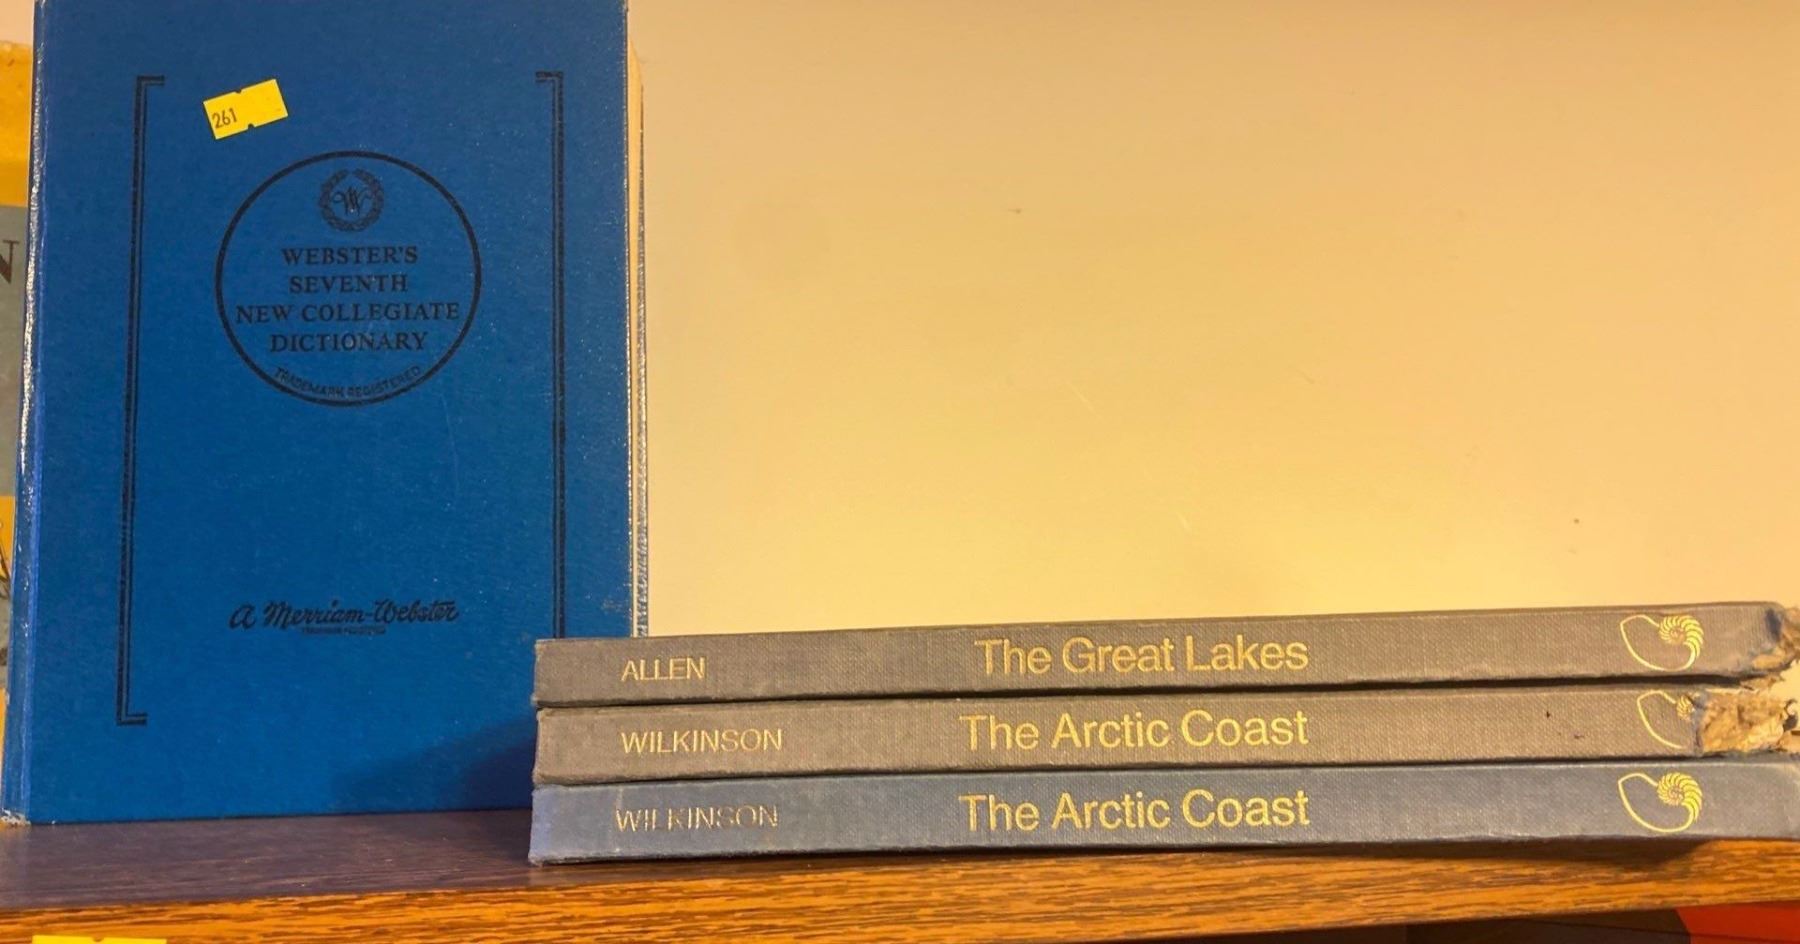 261
W
WEBSTER'S
SEVENTH
NEW COLLEGIATE
DICTIONARY
TRADEMARK REGISTERED
A Merriam-Webster
N
ALLEN The Great Lakes
WILKINSON The Arctic Coast
WILKINSON The Arctic Coast